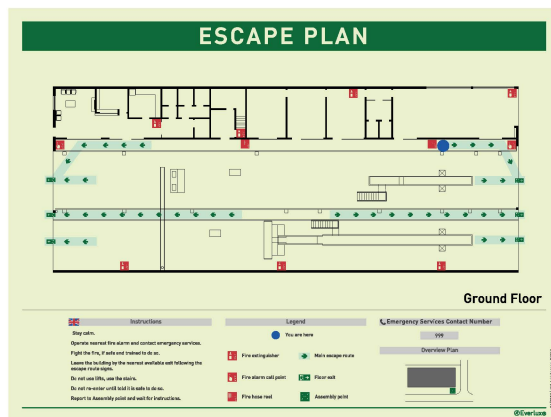 ESCAPE PLAN
Ground Floor
Instructions
Stay calm.
Operate nearest fire alarm and contact emergency services.
Fight the fire, if safe and trained to do so.
Leave the building by the nearest available exit following the
escape route signs.
Do not use lifts, use the stairs.
Do not re-enter until told it is safe to do so.
Report to Assembly point and wait for instructions.
Legend
You are here
Fire extinguisher
Main escape route
Fire alarm call point
Floor exit
Fire hose reel
Assembly point
Emergency Services Contact Number
999
Overview Plan
©Everluxe